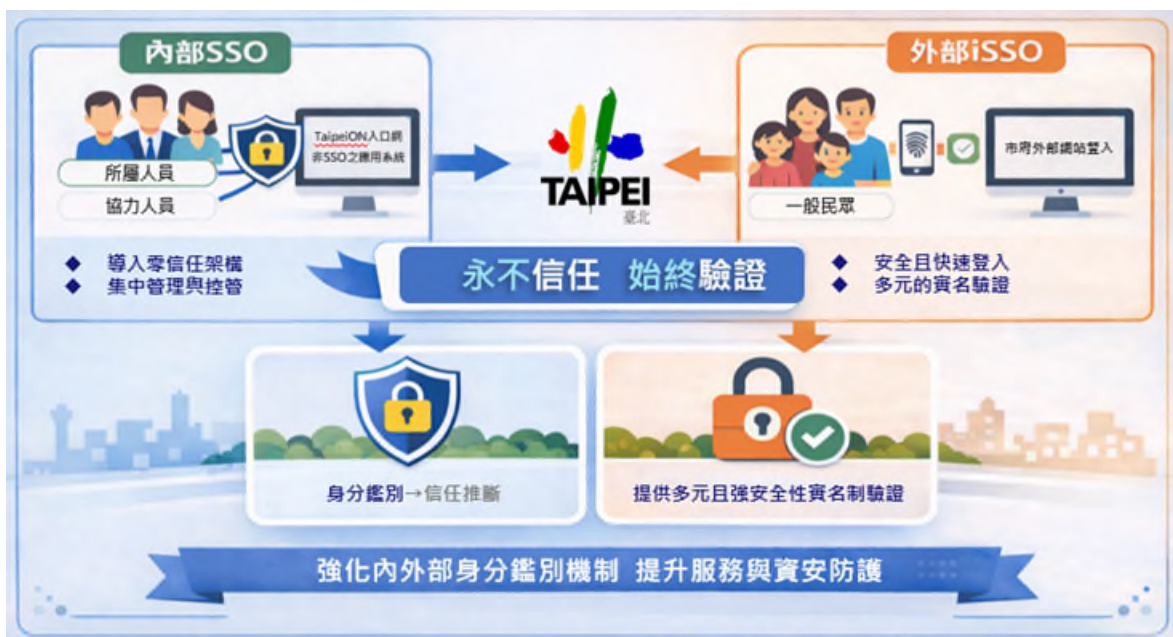 內部SSO
TaipeiON入口網
非SSO之應用系統
所屬人員
協力人員
導入零信任架構
集中管理與控管
TAIPEI
臺北
外部iSSO
市府外部網站登入
一般民眾
安全且快速登入
多元的實名驗證
永不信任 始終驗證
身分鑑別→信任推斷
提供多元且強安全性實名制驗證
強化內外部身分鑑別機制 提升服務與資安防護